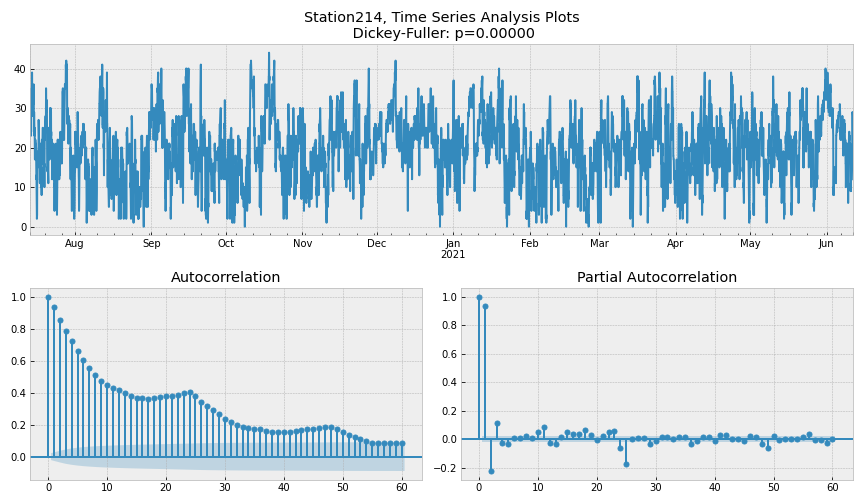 Station214, Time Series Analysis Plots
Dickey-Fuller: p=0.00000
40
30
20
10
0
Aug Sep Oct Nov Dec Jan Feb Mar Apr May Jun
2021
Autocorrelation
1.0
0.8
0.6
0.4
0.2
0.0
0 10 20 30 40 50 60
Partial Autocorrelation
1.0
0.8
0.6
0.4
0.2
0.0
−0.2
0 10 20 30 40 50 60